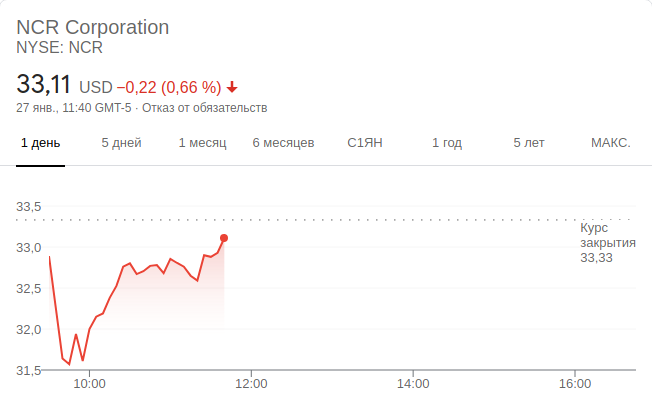 NCR Corporation
NYSE: NCR
33,11 USD −0,22 (0,66 %)
27 янв., 11:40 GMT-5 · Отказ от обязательств
1 день 5 дней 1 месяц 6 месяцев С1ЯН 1 год 5 лет МАКС.
33,5
Курс
закрытия
33,33
33,0
32,5
32,0
31,5
10:00 12:00 14:00 16:00